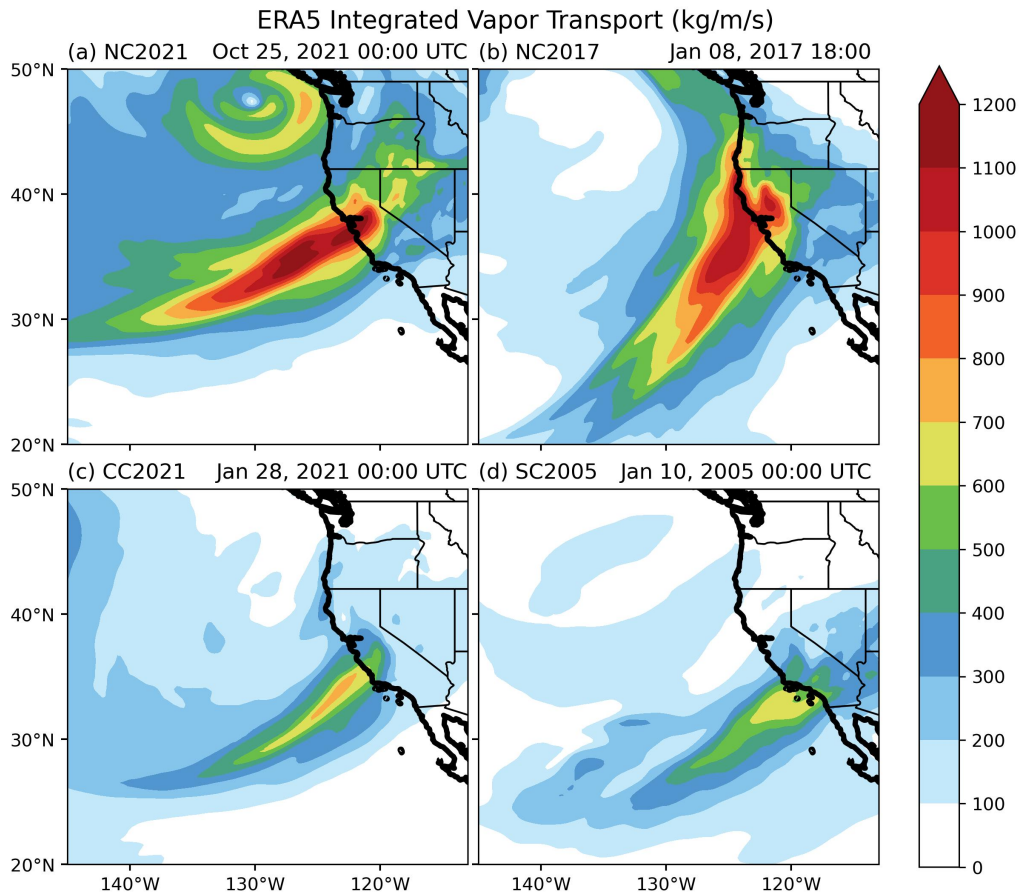 ERA5 Integrated Vapor Transport (kg/m/s)
(a) NC2021 Oct 25, 2021 00:00 UTC
(b) NC2017 Jan 08, 2017 18:00
50°N
40°N
30°N
20°N
(c) CC2021 Jan 28, 2021 00:00 UTC
(d) SC2005 Jan 10, 2005 00:00 UTC
50°N
40°N
30°N
20°N
140°W 130°W 120°W 140°W 130°W 120°W
1200
1100
1000
900
800
700
600
500
400
300
200
100
0